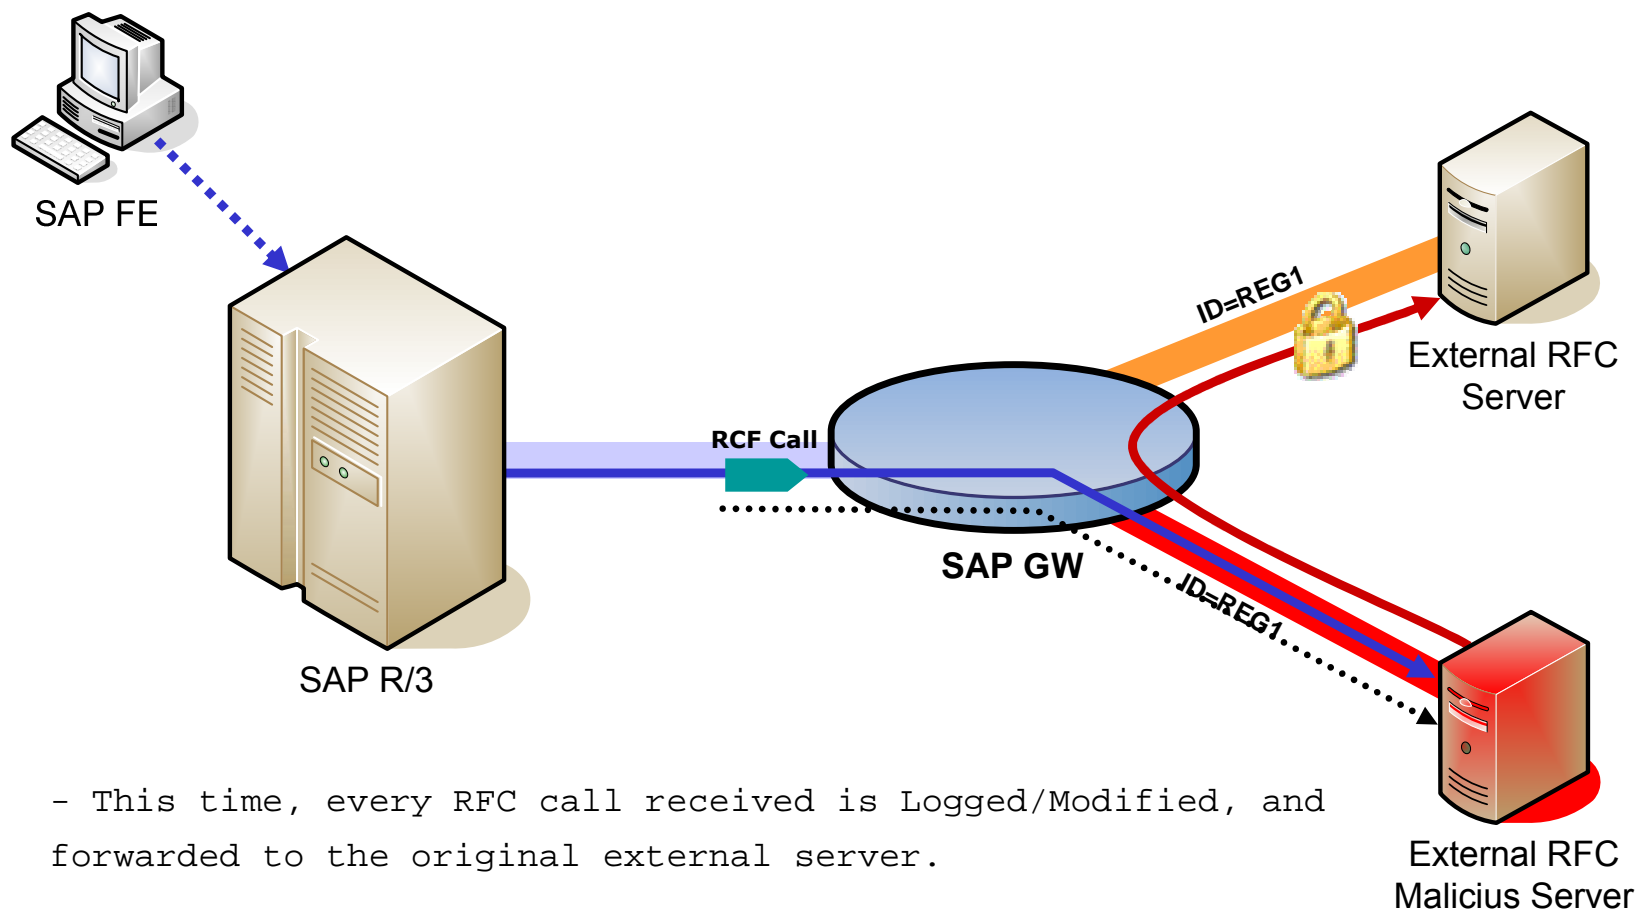 SAP FE
ID=REG1
External RFC
Server
RCF Call
SAP GW
ID=REG1
SAP R/3
- This time, every RFC call received is Logged/Modified, and
forwarded to the original external server.
External RFC
Malicius Server